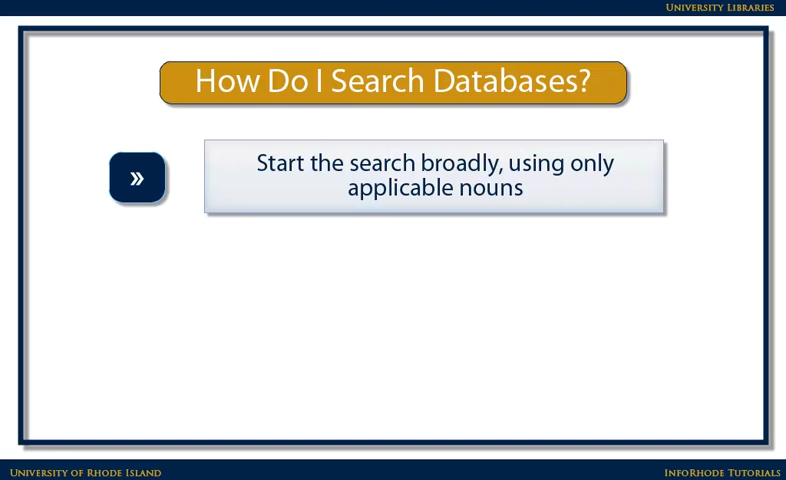 University Libraries
How Do I Search Databases?
» Start the search broadly, using only
applicable nouns
University of Rhode Island
InfoRhode Tutorials